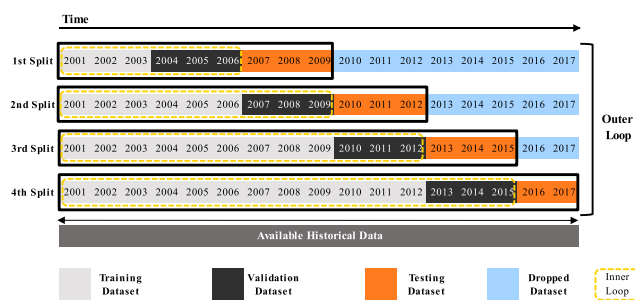 Time
1st Split 2001 2002 2003 2004 2005 2006 2007 2008 2009 2010 2011 2012 2013 2014 2015 2016 2017
2nd Split 2001 2002 2003 2004 2005 2006 2007 2008 2009 2010 2011 2012 2013 2014 2015 2016 2017
Outer
Loop
3rd Split 2001 2002 2003 2004 2005 2006 2007 2008 2009 2010 2011 2012 2013 2014 2015 2016 2017
4th Split 2001 2002 2003 2004 2005 2006 2007 2008 2009 2010 2011 2012 2013 2014 2015 2016 2017
Available Historical Data
Training
Dataset
Validation
Dataset
Testing
Dataset
Dropped
Dataset
Inner
Loop